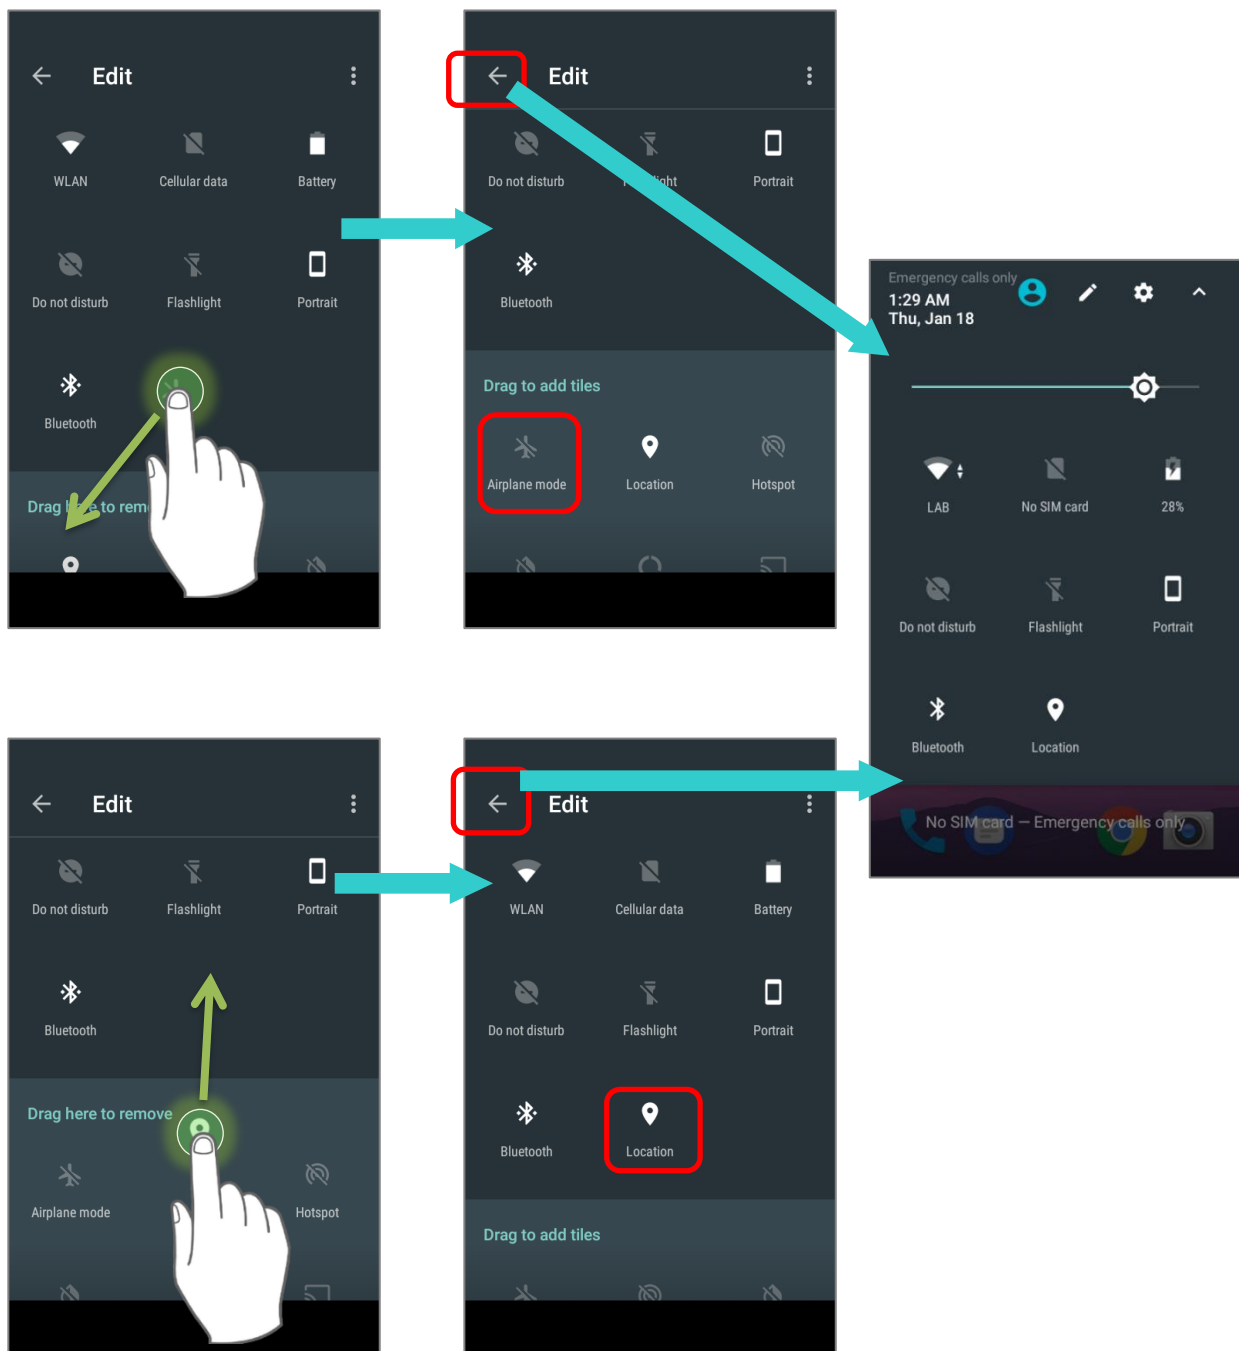 Edit
WLAN Cellular data Battery
Do not disturb Flashlight Portrait
Bluetooth
Drag to rem
Edit
Do not disturb Portrait
Bluetooth
Drag to add tiles
Airplane mode Location Hotspot
Emergency calls only
1:29 AM
Thu, Jan 18
LAB No SIM card 28%
Do not disturb Flashlight Portrait
Bluetooth Location
No SIM card — Emergency calls only
Edit
Do not disturb Flashlight Portrait
Bluetooth
Drag here to remove
Airplane mode Hotspot
Edit
WLAN Cellular data Battery
Do not disturb Flashlight Portrait
Bluetooth Location
Drag to add tiles